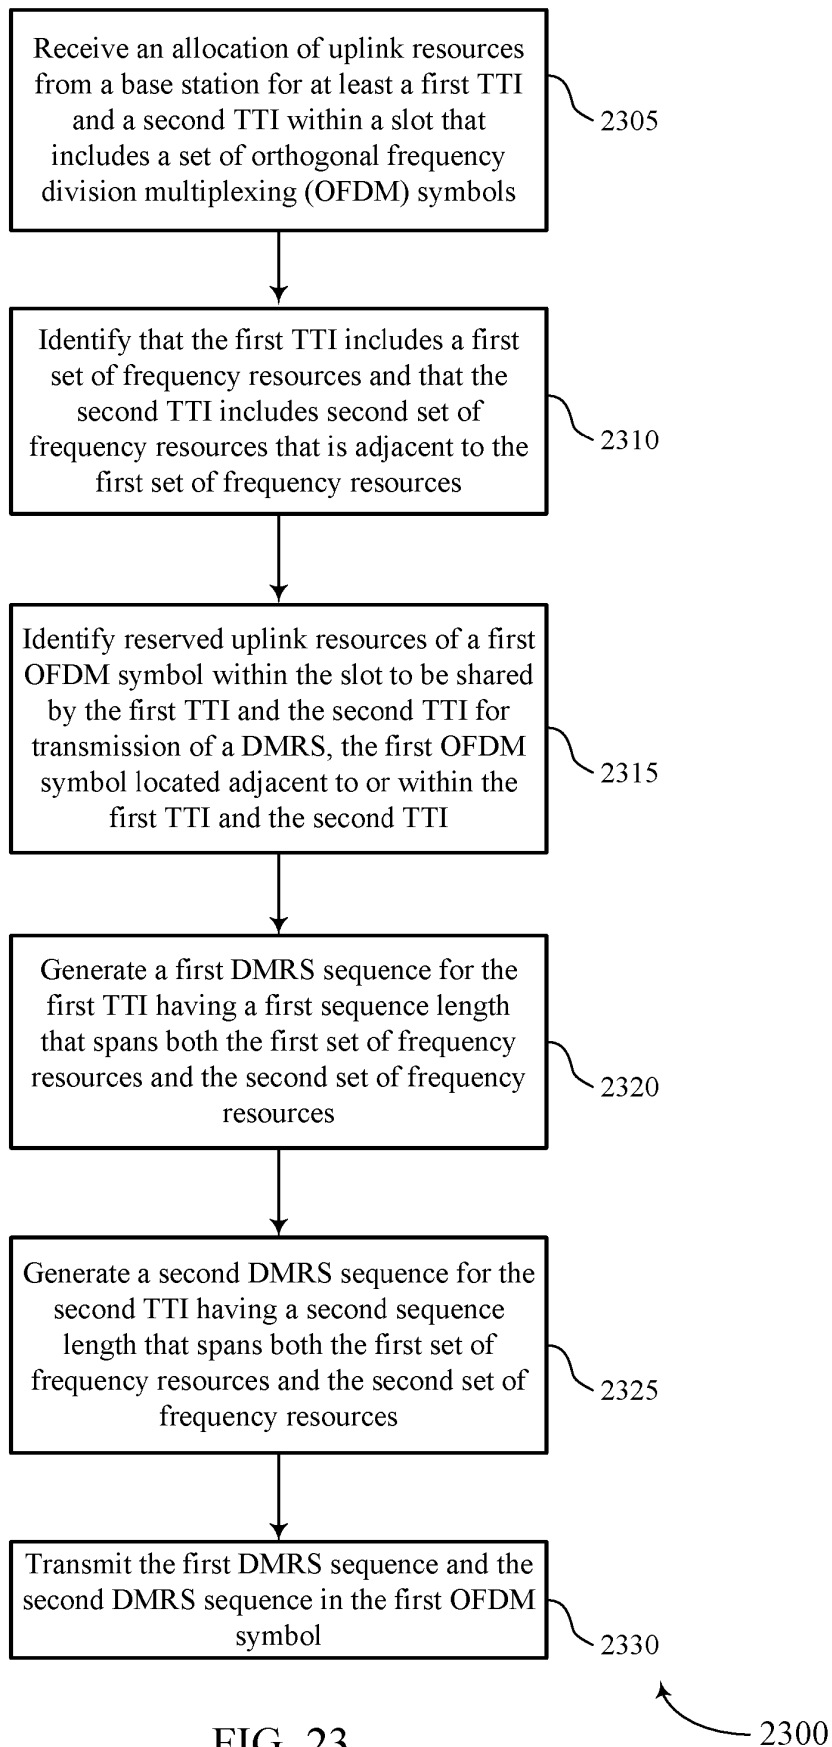 Receive an allocation of uplink resources
from a base station for at least a first TTI
and a second TTI within a slot that
includes a set of orthogonal frequency
division multiplexing (OFDM) symbols
2305
Identify that the first TTI includes a first
set of frequency resources and that the
second TTI includes second set of
frequency resources that is adjacent to the
first set of frequency resources
2310
Identify reserved uplink resources of a first
OFDM symbol within the slot to be shared
by the first TTI and the second TTI for
transmission of a DMRS, the first OFDM
symbol located adjacent to or within the
first TTI and the second TTI
2315
Generate a first DMRS sequence for the
first TTI having a first sequence length
that spans both the first set of frequency
resources and the second set of frequency
resources
2320
Generate a second DMRS sequence for the
second TTI having a second sequence
length that spans both the first set of
frequency resources and the second set of
frequency resources
2325
Transmit the first DMRS sequence and the
second DMRS sequence in the first OFDM
symbol
2330
2300
FIG. 23